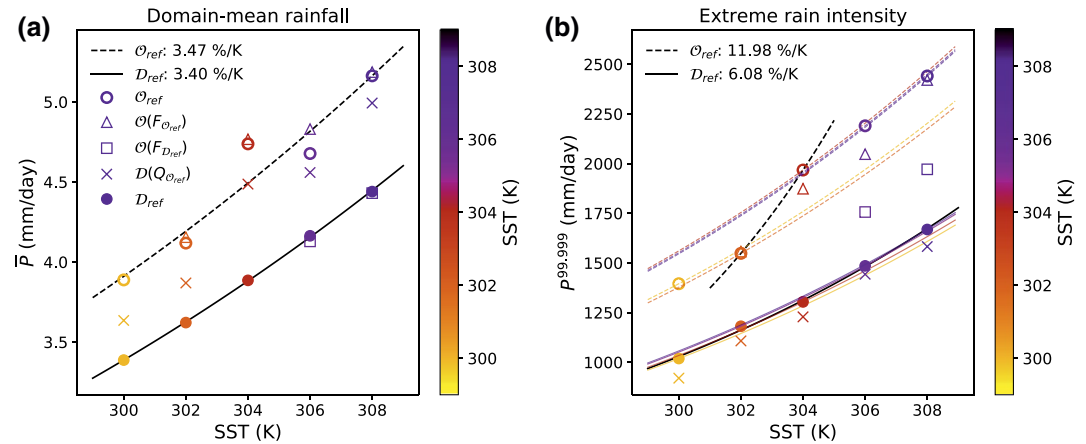 (a) Domain-mean rainfall
P̅ (mm/day)
5.0
4.5
4.0
3.5
300 302 304 306 308
SST (K)
𝒪ref: 3.47 %/K
𝒟ref: 3.40 %/K
𝒪ref
𝒪(F𝒪ref)
𝒪(F𝒟ref)
𝒟(Q𝒪ref)
𝒟ref
308
306
304
302
300
SST (K)
(b) Extreme rain intensity
P99.999 (mm/day)
2500
2250
2000
1750
1500
1250
1000
300 302 304 306 308
SST (K)
𝒪ref: 11.98 %/K
𝒟ref: 6.08 %/K
308
306
304
302
300
SST (K)